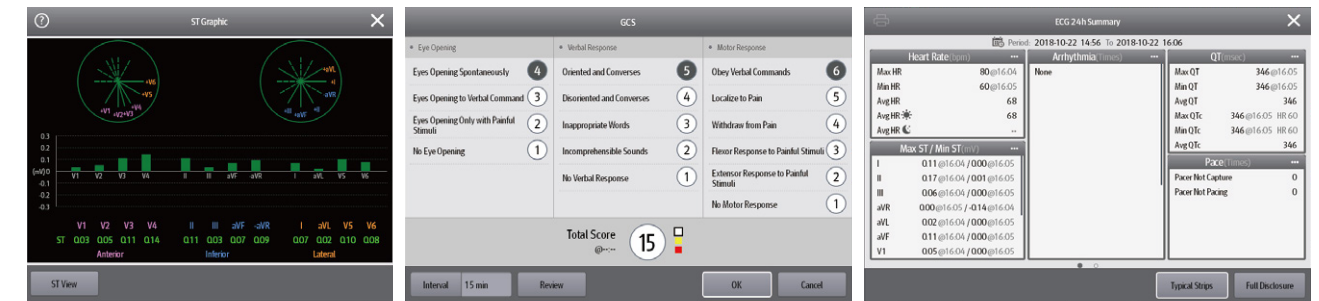 ?
ST Graphic
×
+V6
+V5
+V4
+V1
+V2+V3
+aVL
+I
-aVR
+II
+III
+aVF
0.3
0.2
0.1
(mV)0
-0.1
-0.2
-0.3
V1 V2 V3 V4 II III aVF -aVR I aVL V5 V6
V1 V2 V3 V4 II III aVF -aVR I aVL V5 V6
ST 0.03 0.05 0.11 0.14 0.11 0.03 0.07 0.09 0.07 0.02 0.10 0.08
Anterior Inferior Lateral
ST View
GCS
• Eye Opening • Verbal Response • Motor Response
Eyes Opening Spontaneously 4 Oriented and Converses 5 Obey Verbal Commands 6
Eyes Opening to Verbal Command 3 Disoriented and Converses 4 Localize to Pain 5
Eyes Opening Only with Painful
Stimuli 2 Inappropriate Words 3 Withdraw from Pain 4
No Eye Opening 1 Incomprehensible Sounds 2 Flexor Response to Painful Stimuli 3
No Verbal Response 1 Extensor Response to Painful
Stimuli 2
No Motor Response 1
Total Score 15
@--:--
Interval 15 min Review OK Cancel
ECG 24h Summary
×
Period: 2018-10-22 14:56 To 2018-10-22 16:06
Heart Rate(bpm) ···
Max HR 80@16:04
Min HR 60@16:05
Avg HR 68
Avg HR 68
Avg HR --
Max ST / Min ST(mV) ···
I 0.11@16:04 / 0.00@16:05
II 0.17@16:04 / 0.01@16:05
III 0.06@16:04 / 0.00@16:05
aVR 0.00@16:05 / -0.14@16:04
aVL 0.02@16:04 / 0.00@16:05
aVF 0.11@16:04 / 0.00@16:05
V1 0.05@16:04 / 0.00@16:05
Arrhythmia(Times) ···
None
QT(msec) ···
Max QT 346@16:05
Min QT 346@16:05
Avg QT 346
Max QTc 346@16:05 HR 60
Min QTc 346@16:05 HR 60
Avg QTc 346
Pace(Times) ···
Pacer Not Capture 0
Pacer Not Pacing 0
Typical Strips Full Disclosure